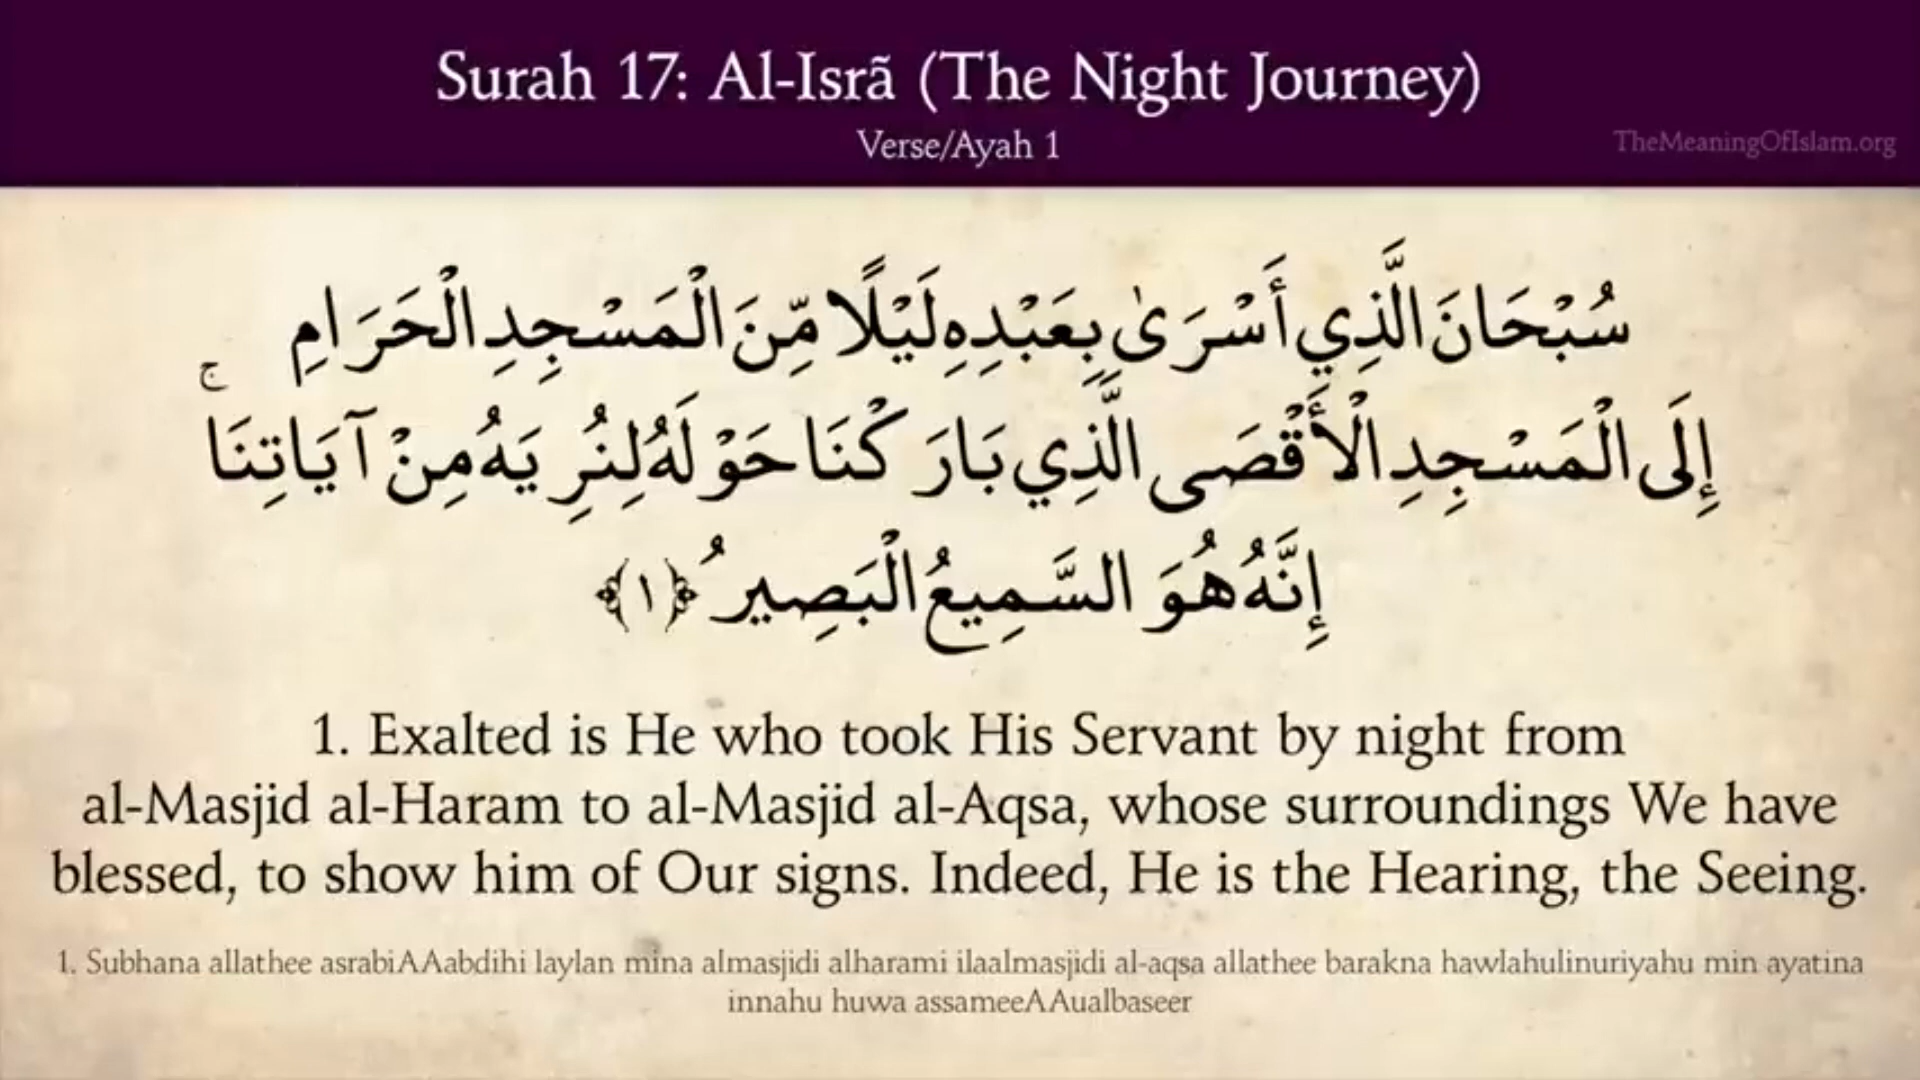 Surah 17: Al-Isrã (The Night Journey)
Verse/Ayah 1
TheMeaningOfIslam.org
سُبْحَانَ الَّذِي أَسْرَىٰ بِعَبْدِهِ لَيْلًا مِّنَ الْمَسْجِدِ الْحَرَامِ
إِلَى الْمَسْجِدِ الْأَقْصَى الَّذِي بَارَكْنَا حَوْلَهُ لِنُرِيَهُ مِنْ آيَاتِنَا ۚ
إِنَّهُ هُوَ السَّمِيعُ الْبَصِيرُ ﴿١﴾
1. Exalted is He who took His Servant by night from
al-Masjid al-Haram to al-Masjid al-Aqsa, whose surroundings We have
blessed, to show him of Our signs. Indeed, He is the Hearing, the Seeing.
1. Subhana allathee asrabiAAabdihi laylan mina almasjidi alharami ilaalmasjidi al-aqsa allathee barakna hawlahulinuriyahu min ayatina
innahu huwa assameeAAualbaseer